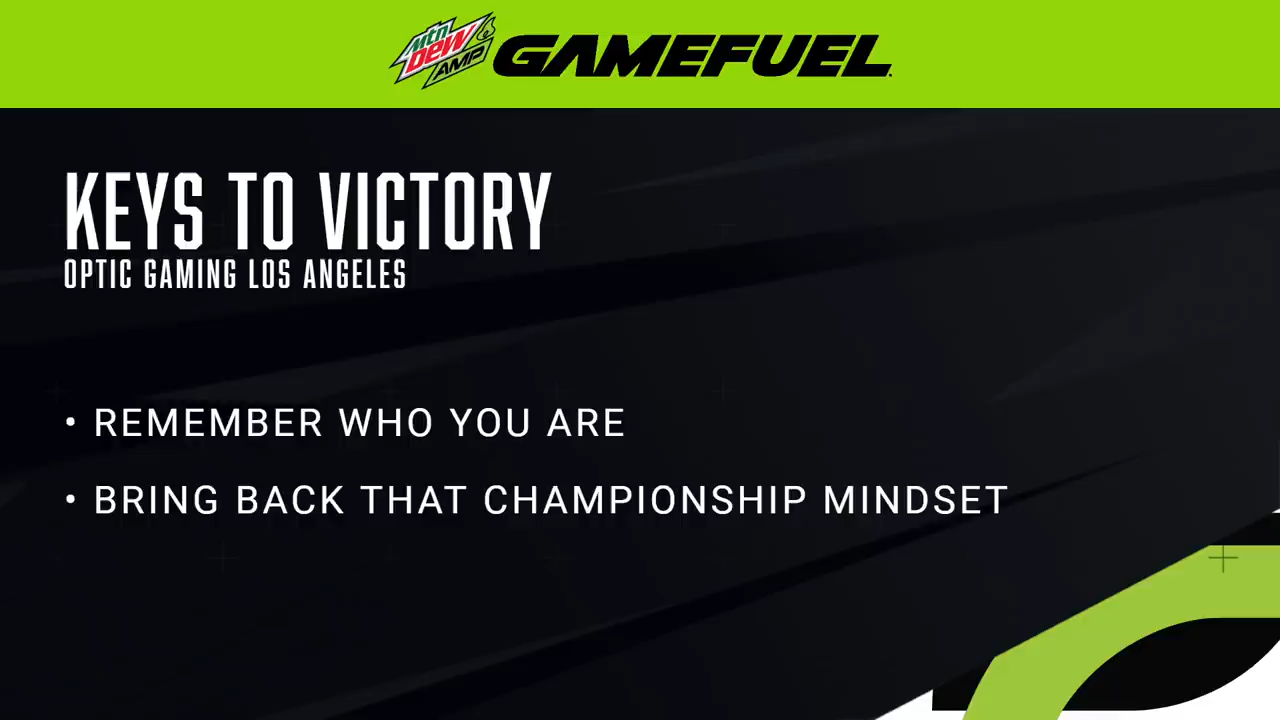 mtn
DEW
AMP
GAMEFUEL.
KEYS TO VICTORY
OPTIC GAMING LOS ANGELES
• REMEMBER WHO YOU ARE
• BRING BACK THAT CHAMPIONSHIP MINDSET